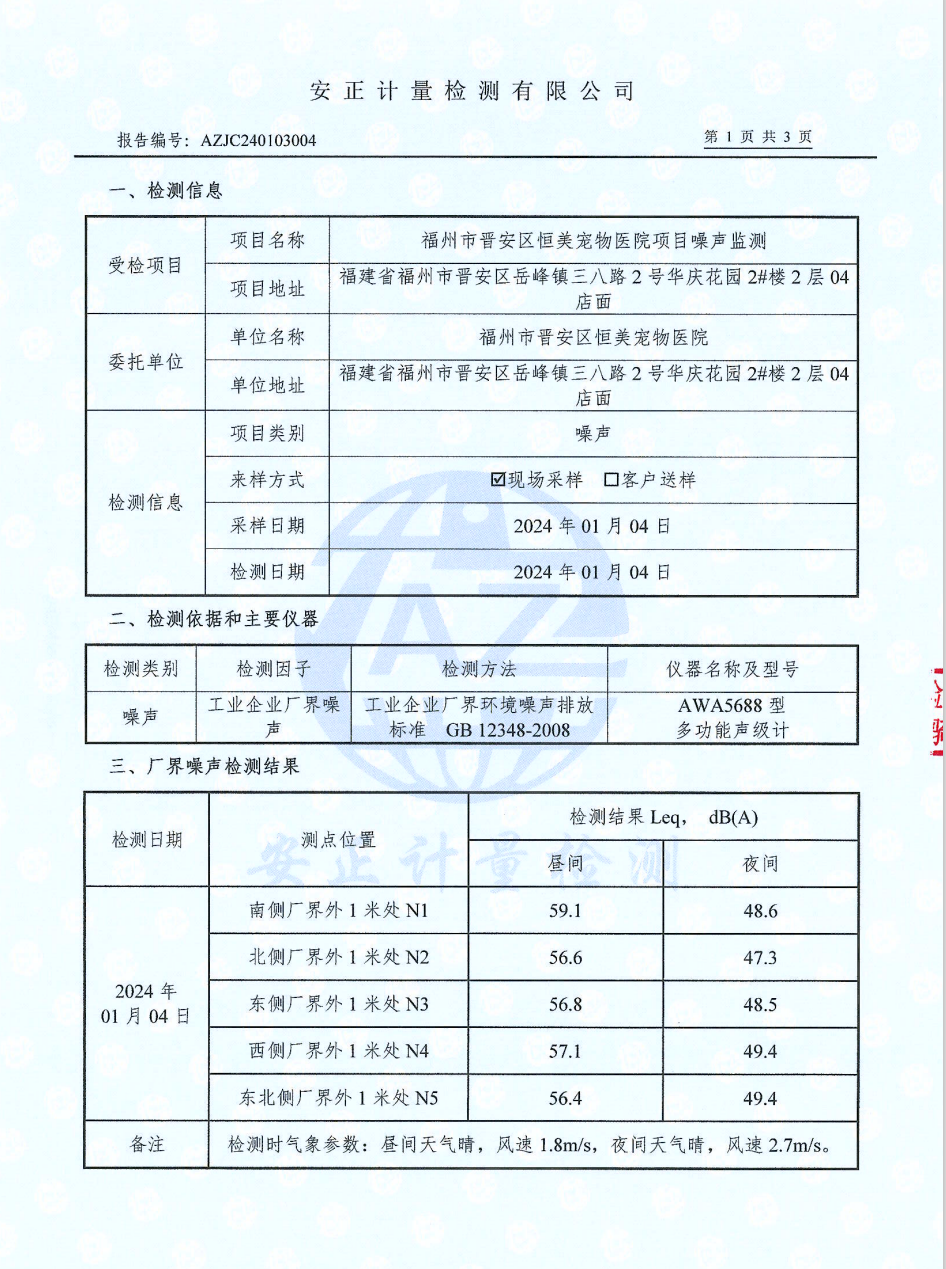 安正计量检测有限公司
报告编号：AZJC240103004
第 1 页 共 3 页
一、检测信息
受检项目
项目名称
福州市晋安区恒美宠物医院项目噪声监测
项目地址
福建省福州市晋安区岳峰镇三八路 2 号华庆花园 2#楼 2 层 04
店面
委托单位
单位名称
福州市晋安区恒美宠物医院
单位地址
福建省福州市晋安区岳峰镇三八路 2 号华庆花园 2#楼 2 层 04
店面
检测信息
项目类别
噪声
来样方式
☑现场采样 □客户送样
采样日期
2024 年 01 月 04 日
检测日期
2024 年 01 月 04 日
二、检测依据和主要仪器
检测类别
检测因子
检测方法
仪器名称及型号
噪声
工业企业厂界噪
声
工业企业厂界环境噪声排放
标准 GB 12348-2008
AWA5688 型
多功能声级计
三、厂界噪声检测结果
检测日期
测点位置
检测结果 Leq， dB(A)
昼间
夜间
2024 年
01 月 04 日
南侧厂界外 1 米处 N1
59.1
48.6
北侧厂界外 1 米处 N2
56.6
47.3
东侧厂界外 1 米处 N3
56.8
48.5
西侧厂界外 1 米处 N4
57.1
49.4
东北侧厂界外 1 米处 N5
56.4
49.4
备注
检测时气象参数：昼间天气晴，风速 1.8m/s，夜间天气晴，风速 2.7m/s。
AZ
安正计量检测